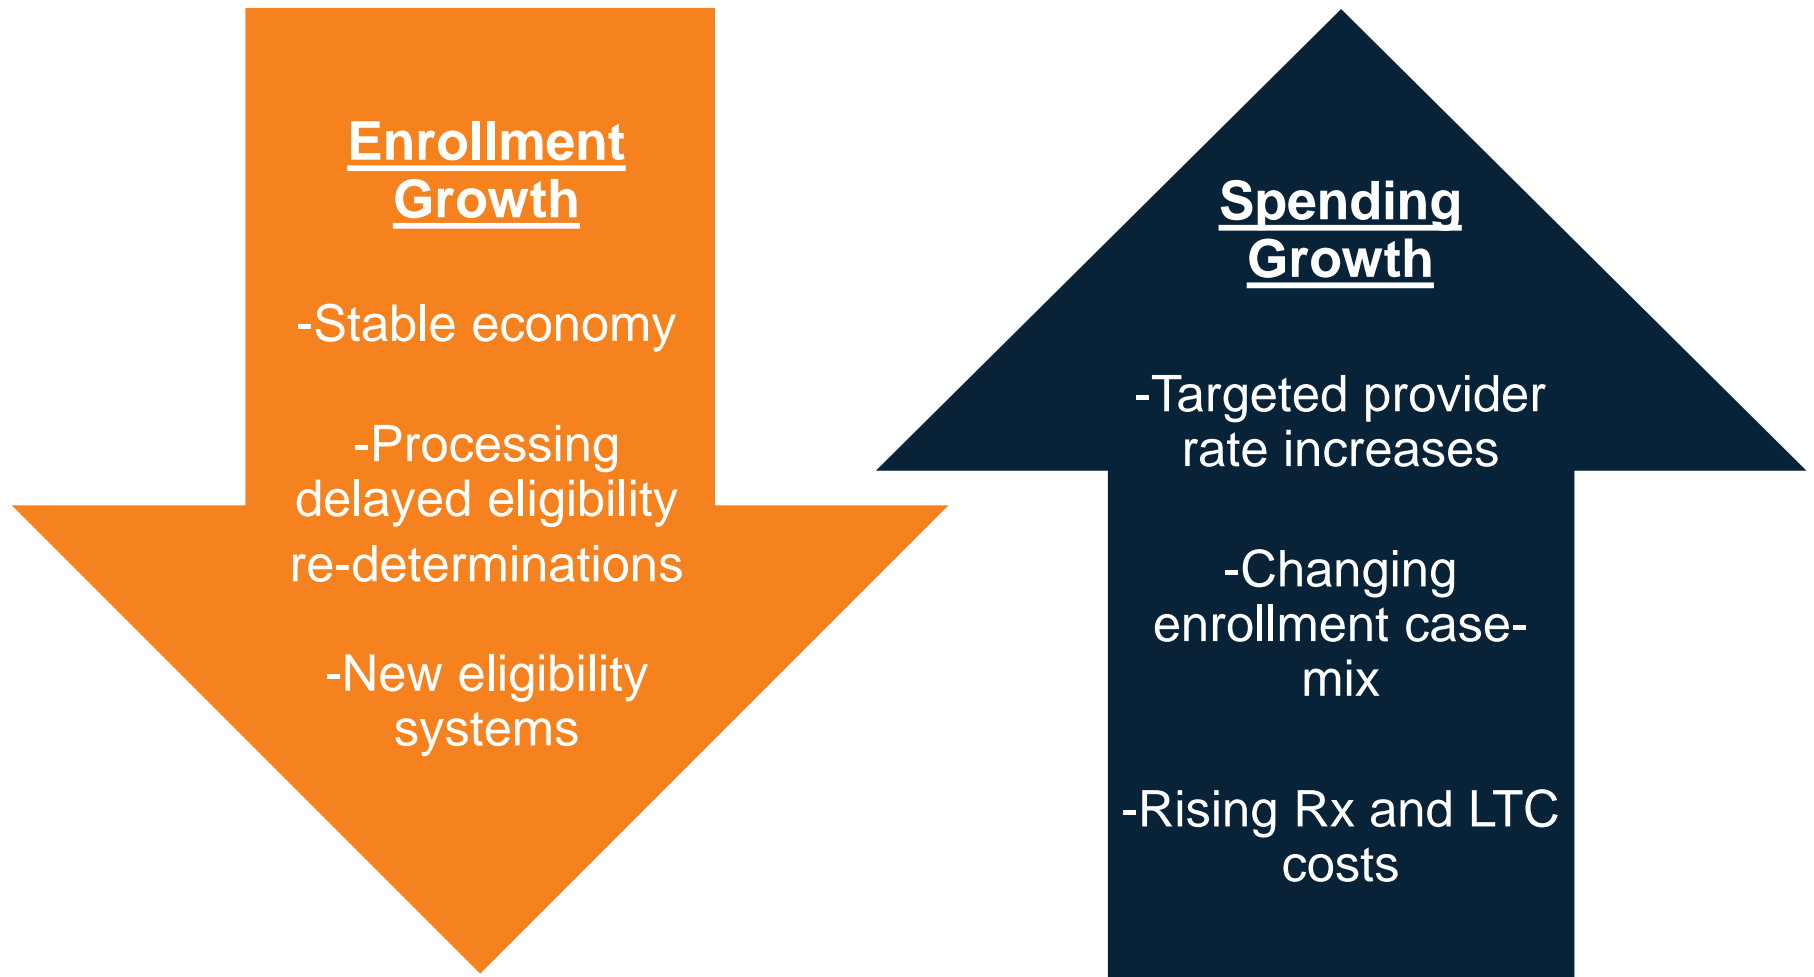 Enrollment
Growth
-Stable economy
-Processing
delayed eligibility
re-determinations
-New eligibility
systems
Spending
Growth
-Targeted provider
rate increases
-Changing
enrollment case-
mix
-Rising Rx and LTC
costs